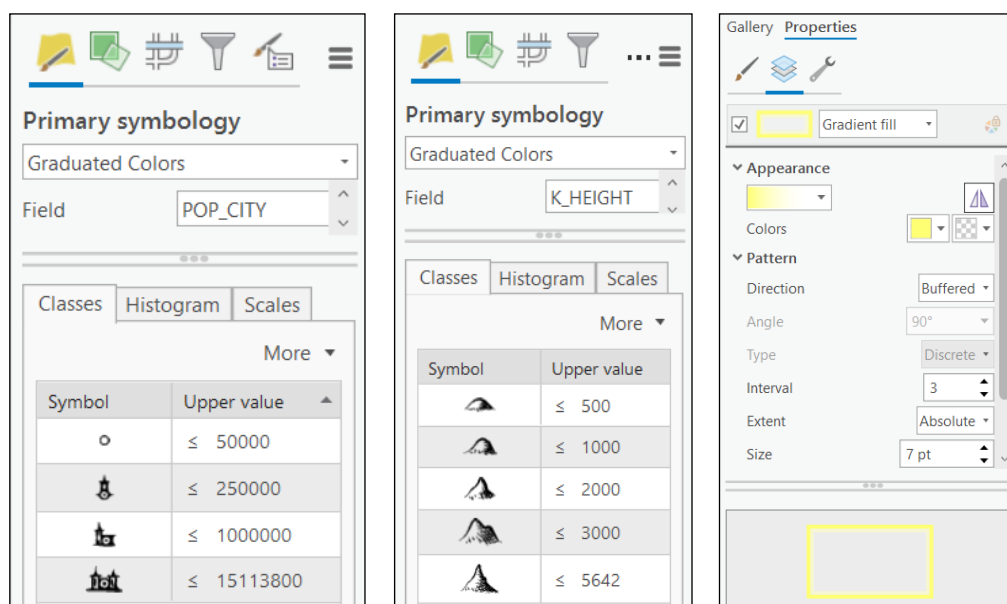 Primary symbology
Graduated Colors
Field POP_CITY
Classes Histogram Scales
More
Symbol Upper value
≤ 50000
≤ 250000
≤ 1000000
≤ 15113800
Primary symbology
Graduated Colors
Field K_HEIGHT
Classes Histogram Scales
More
Symbol Upper value
≤ 500
≤ 1000
≤ 2000
≤ 3000
≤ 5642
Gallery Properties
Gradient fill
Appearance
Colors
Pattern
Direction Buffered
Angle 90°
Type Discrete
Interval 3
Extent Absolute
Size 7 pt